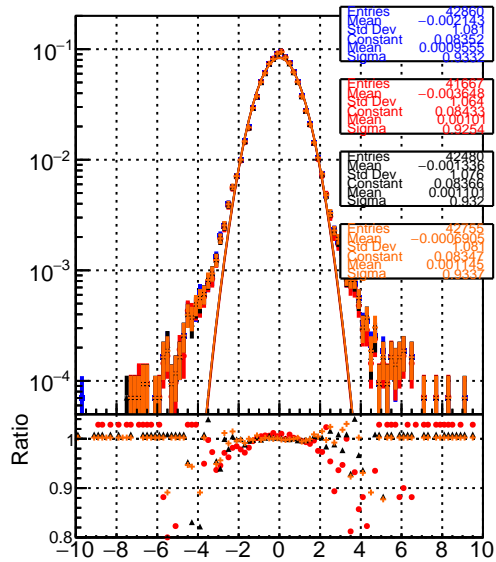 Entries 42860
Mean -0.002143
Std Dev 1.081
Constant 0.08352
Mean 0.0009555
Sigma 0.9332
10⁻¹
Entries 41667
Mean -0.003648
Std Dev 1.064
Constant 0.08433
Mean 0.00101
Sigma 0.9254
10⁻²
Entries 42480
Mean -0.001336
Std Dev 1.076
Constant 0.08366
Mean 0.001101
Sigma 0.932
Entries 42755
Mean -0.0006905
Std Dev 1.081
Constant 0.08347
Mean 0.001145
Sigma 0.9337
10⁻³
10⁻⁴
Ratio
1
0.9
0.8
−10 −8 −6 −4 −2 0 2 4 6 8 10